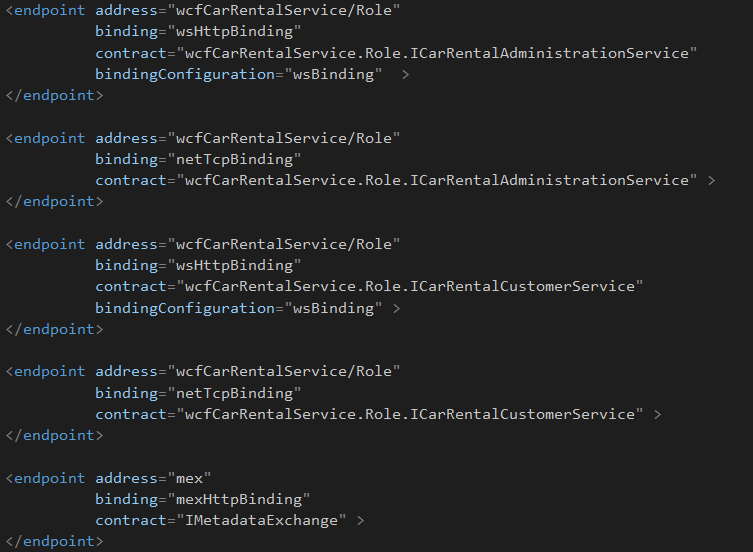 <endpoint address="wcfCarRentalService/Role"
binding="wsHttpBinding"
contract="wcfCarRentalService.Role.ICarRentalAdministrationService"
bindingConfiguration="wsBinding"  >
</endpoint>
<endpoint address="wcfCarRentalService/Role"
binding="netTcpBinding"
contract="wcfCarRentalService.Role.ICarRentalAdministrationService" >
</endpoint>
<endpoint address="wcfCarRentalService/Role"
binding="wsHttpBinding"
contract="wcfCarRentalService.Role.ICarRentalCustomerService"
bindingConfiguration="wsBinding" >
</endpoint>
<endpoint address="wcfCarRentalService/Role"
binding="netTcpBinding"
contract="wcfCarRentalService.Role.ICarRentalCustomerService" >
</endpoint>
<endpoint address="mex"
binding="mexHttpBinding"
contract="IMetadataExchange" >
</endpoint>